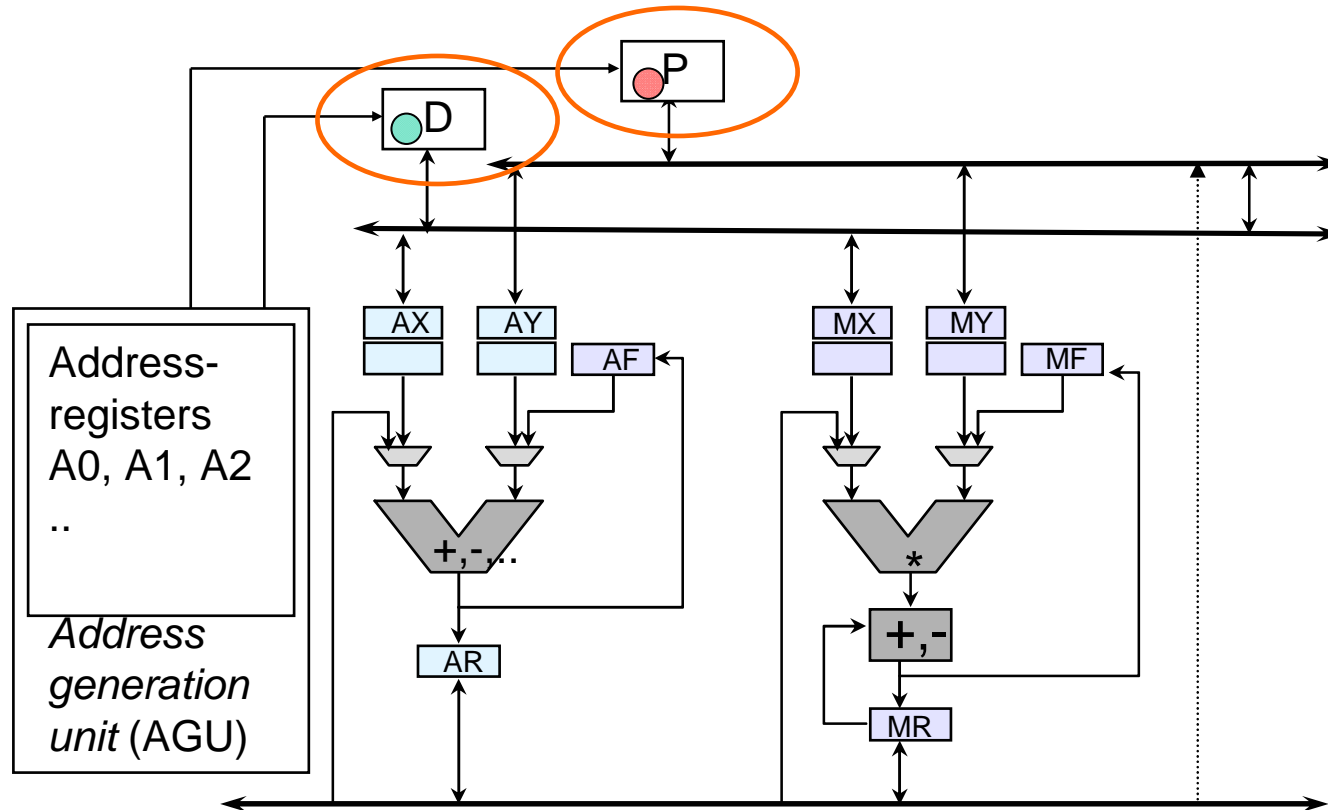 P
D
AX
AY
AF
MX
MY
MF
Address-
registers
A0, A1, A2
..
+,-,..
*
Address
generation
unit (AGU)
AR
+,-
MR